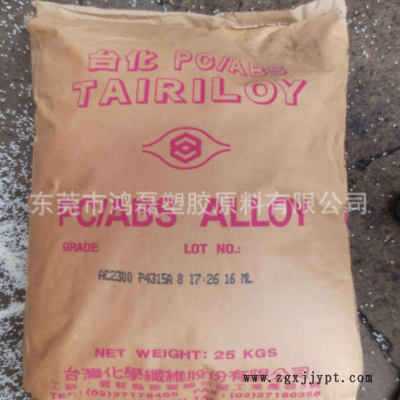 台化 PC/ABS
TAIRILOY
东莞市鸿磊塑胶原料有限公司
PC/ABS ALLOY
GRADE: LOT NO.:
AC2300 P4315A 8 17-26 16 ML
NET WEIGHT: 25 KGS
台灣化學纖維股份有限公司
www.zgxjjypt.com